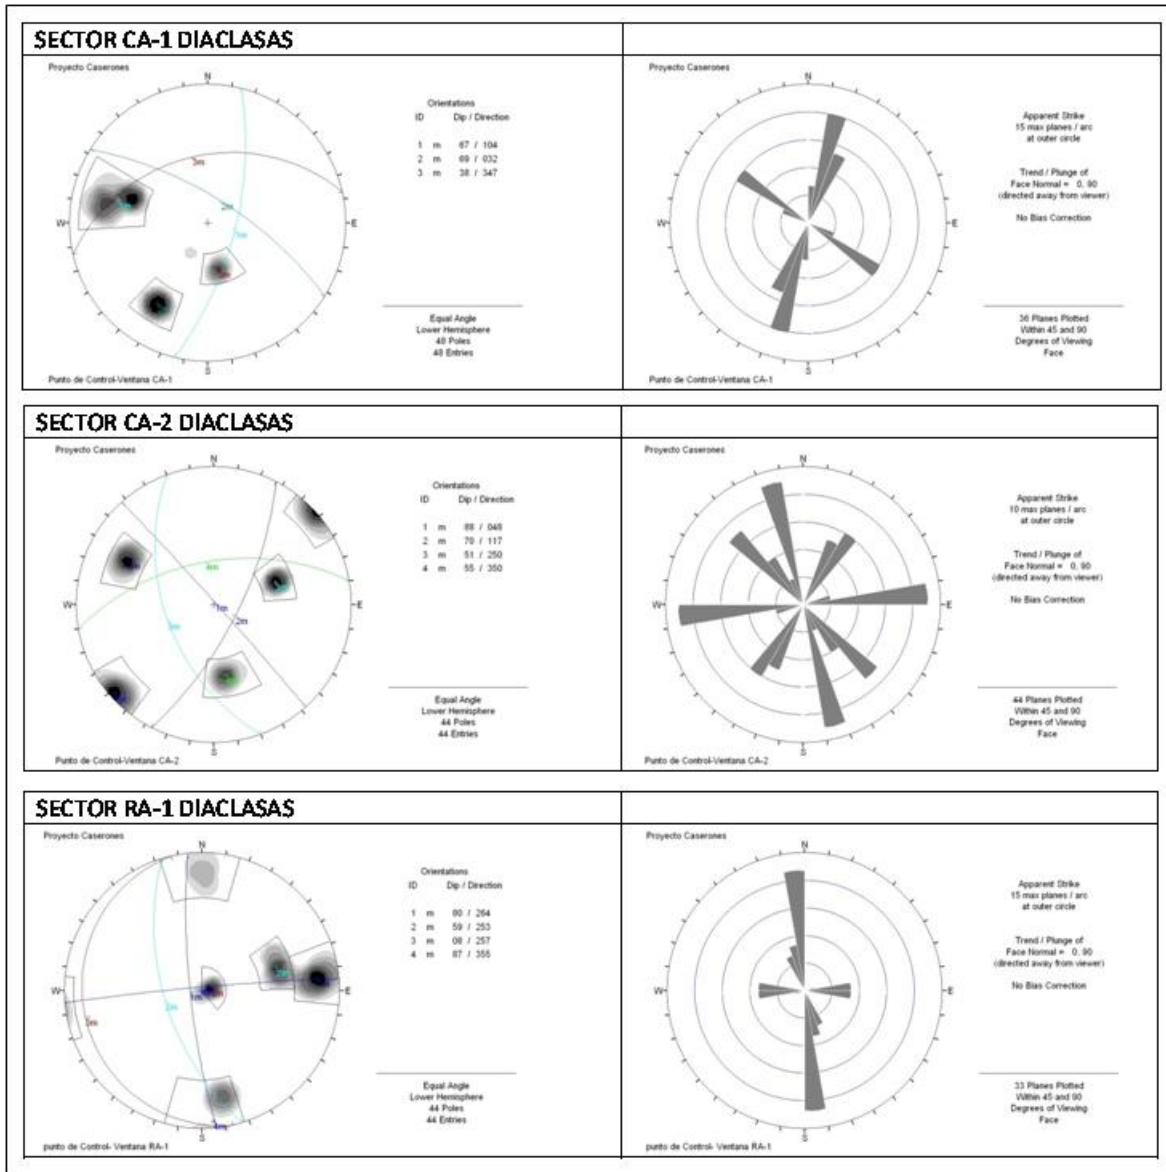 SECTOR CA-1 DIACLASAS
Proyecto Caserones
N
W
E
S
3m
2m
1m
Orientations
ID Dip / Direction
1 m 67 / 104
2 m 69 / 032
3 m 38 / 347
Equal Angle
Lower Hemisphere
48 Poles
48 Entries
Punto de Control-Ventana CA-1
Proyecto Caserones
N
W
E
S
Apparent Strike
15 max planes / arc
at outer circle
Trend / Plunge of
Face Normal = 0, 90
(directed away from viewer)
No Bias Correction
36 Planes Plotted
Within 45 and 90
Degrees of Viewing
Face
Punto de Control-Ventana CA-1
SECTOR CA-2 DIACLASAS
Proyecto Caserones
N
W
E
S
4m
1m
2m
3m
Orientations
ID Dip / Direction
1 m 88 / 048
2 m 70 / 117
3 m 51 / 250
4 m 55 / 350
Equal Angle
Lower Hemisphere
44 Poles
44 Entries
Punto de Control-Ventana CA-2
Proyecto Caserones
N
W
E
S
Apparent Strike
10 max planes / arc
at outer circle
Trend / Plunge of
Face Normal = 0, 90
(directed away from viewer)
No Bias Correction
44 Planes Plotted
Within 45 and 90
Degrees of Viewing
Face
Punto de Control-Ventana CA-2
SECTOR RA-1 DIACLASAS
Proyecto Caserones
N
W
E
S
2m
1m
2m
3m
4m
Orientations
ID Dip / Direction
1 m 80 / 264
2 m 59 / 253
3 m 08 / 257
4 m 87 / 355
Equal Angle
Lower Hemisphere
44 Poles
44 Entries
punto de Control- Ventana RA-1
Proyecto Caserones
N
W
E
S
Apparent Strike
15 max planes / arc
at outer circle
Trend / Plunge of
Face Normal = 0, 90
(directed away from viewer)
No Bias Correction
33 Planes Plotted
Within 45 and 90
Degrees of Viewing
Face
punto de Control- Ventana RA-1